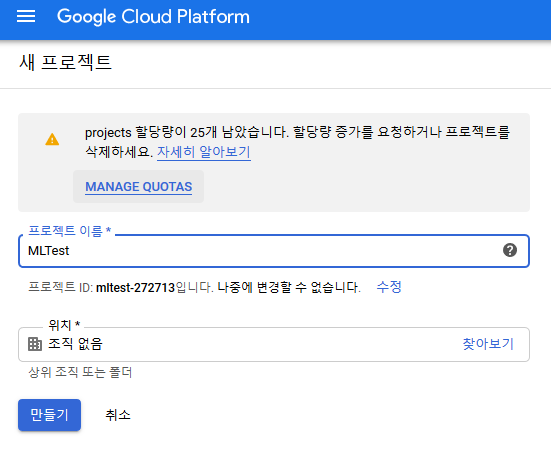 Google Cloud Platform
새 프로젝트
projects 할당량이 25개 남았습니다. 할당량 증가를 요청하거나 프로젝트를
삭제하세요. 자세히 알아보기
MANAGE QUOTAS
프로젝트 이름 *
MLTest
프로젝트 ID: mltest-272713입니다. 나중에 변경할 수 없습니다. 수정
위치 *
조직 없음 찾아보기
상위 조직 또는 폴더
만들기 취소